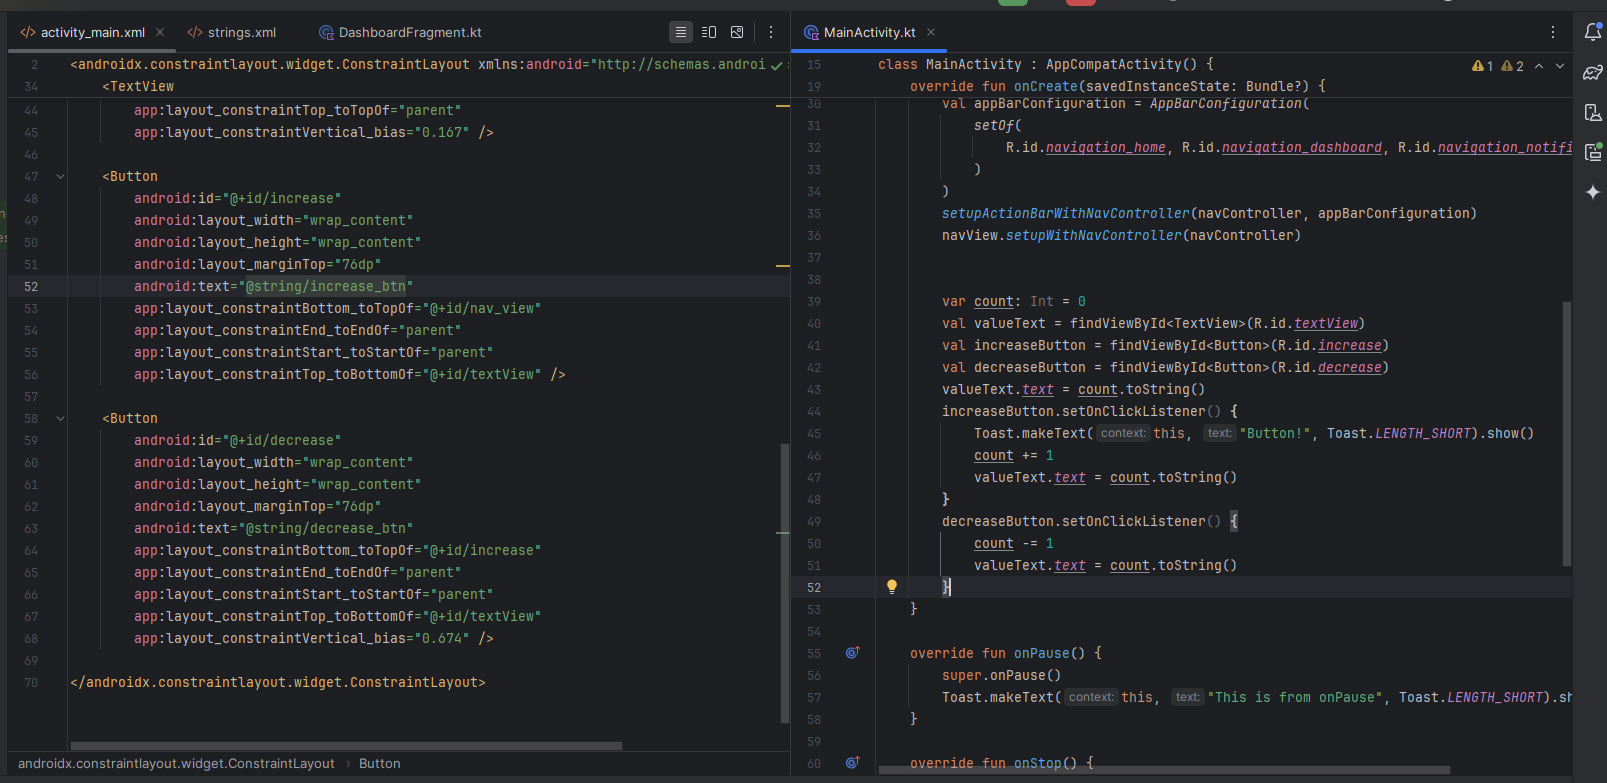 activity_main.xml
strings.xml
DashboardFragment.kt
2 <androidx.constraintlayout.widget.ConstraintLayout xmlns:android="http://schemas.androi
34 <TextView
44 app:layout_constraintTop_toTopOf="parent"
45 app:layout_constraintVertical_bias="0.167" />
46
47 <Button
48 android:id="@+id/increase"
49 android:layout_width="wrap_content"
50 android:layout_height="wrap_content"
51 android:layout_marginTop="76dp"
52 android:text="@string/increase_btn"
53 app:layout_constraintBottom_toTopOf="@+id/nav_view"
54 app:layout_constraintEnd_toEndOf="parent"
55 app:layout_constraintStart_toStartOf="parent"
56 app:layout_constraintTop_toBottomOf="@+id/textView" />
57
58 <Button
59 android:id="@+id/decrease"
60 android:layout_width="wrap_content"
61 android:layout_height="wrap_content"
62 android:layout_marginTop="76dp"
63 android:text="@string/decrease_btn"
64 app:layout_constraintBottom_toTopOf="@+id/increase"
65 app:layout_constraintEnd_toEndOf="parent"
66 app:layout_constraintStart_toStartOf="parent"
67 app:layout_constraintTop_toBottomOf="@+id/textView"
68 app:layout_constraintVertical_bias="0.674" />
69
70 </androidx.constraintlayout.widget.ConstraintLayout>
androidx.constraintlayout.widget.ConstraintLayout › Button
MainActivity.kt
15 class MainActivity : AppCompatActivity() { 1 2
19 override fun onCreate(savedInstanceState: Bundle?) {
30 val appBarConfiguration = AppBarConfiguration(
31 setOf(
32 R.id.navigation_home, R.id.navigation_dashboard, R.id.navigation_notifi
33 )
34 )
35 setupActionBarWithNavController(navController, appBarConfiguration)
36 navView.setupWithNavController(navController)
37
38
39 var count: Int = 0
40 val valueText = findViewById<TextView>(R.id.textView)
41 val increaseButton = findViewById<Button>(R.id.increase)
42 val decreaseButton = findViewById<Button>(R.id.decrease)
43 valueText.text = count.toString()
44 increaseButton.setOnClickListener() {
45 Toast.makeText( context: this, text: "Button!", Toast.LENGTH_SHORT).show()
46 count += 1
47 valueText.text = count.toString()
48 }
49 decreaseButton.setOnClickListener() {
50 count -= 1
51 valueText.text = count.toString()
52 }
53 }
54
55 override fun onPause() {
56 super.onPause()
57 Toast.makeText( context: this, text: "This is from onPause", Toast.LENGTH_SHORT).sh
58 }
59
60 override fun onStop() {